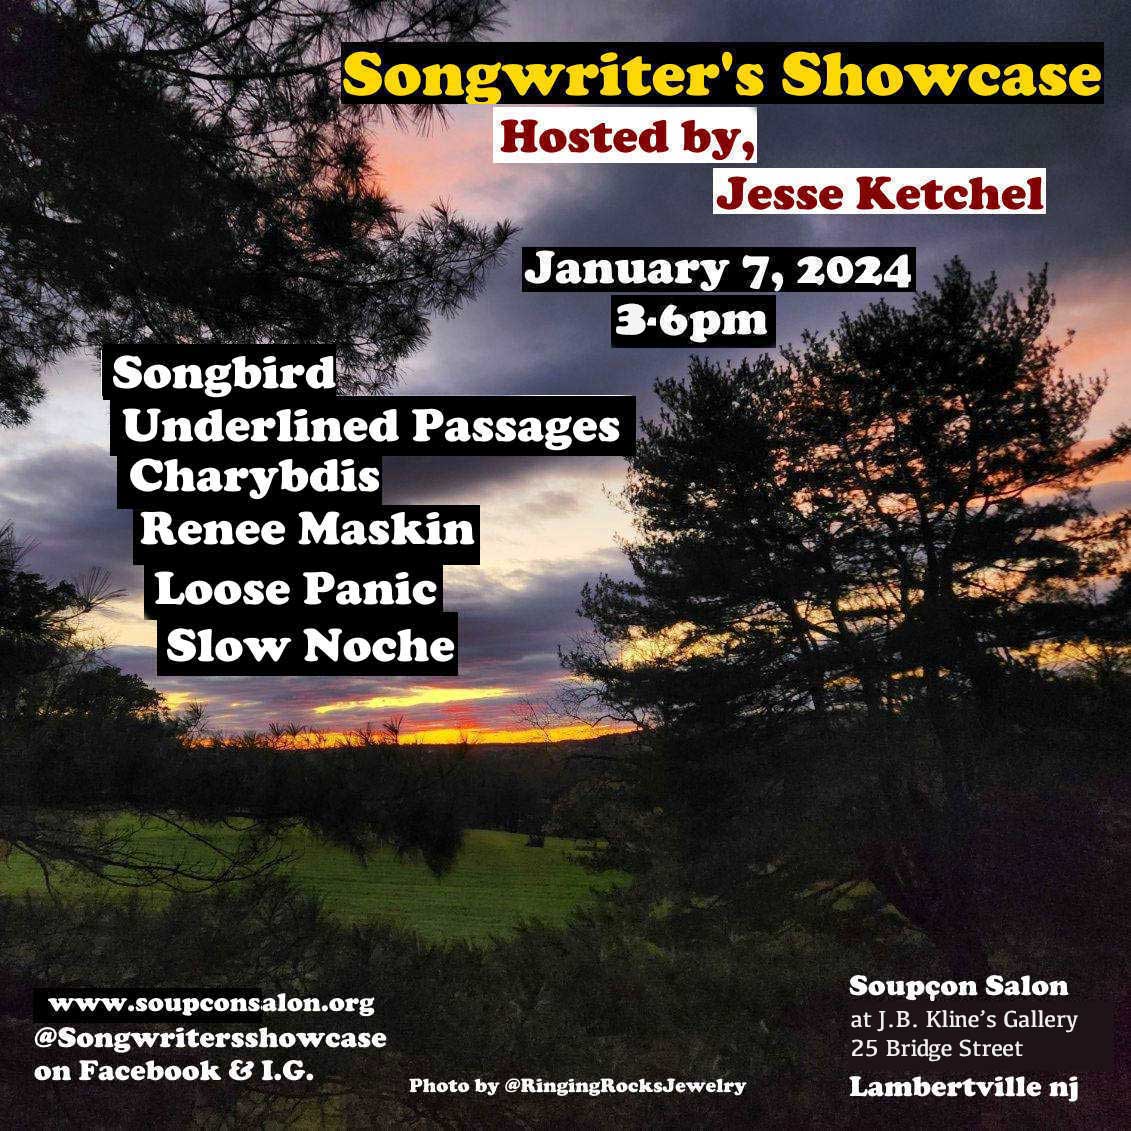 Songwriter's Showcase
Hosted by,
Jesse Ketchel
January 7, 2024
3-6pm
Songbird
Underlined Passages
Charybdis
Renee Maskin
Loose Panic
Slow Noche
www.soupconsalon.org
@Songwritersshowcase
on Facebook & I.G.
Photo by @RingingRocksJewelry
Soupçon Salon
at J.B. Kline’s Gallery
25 Bridge Street
Lambertville nj